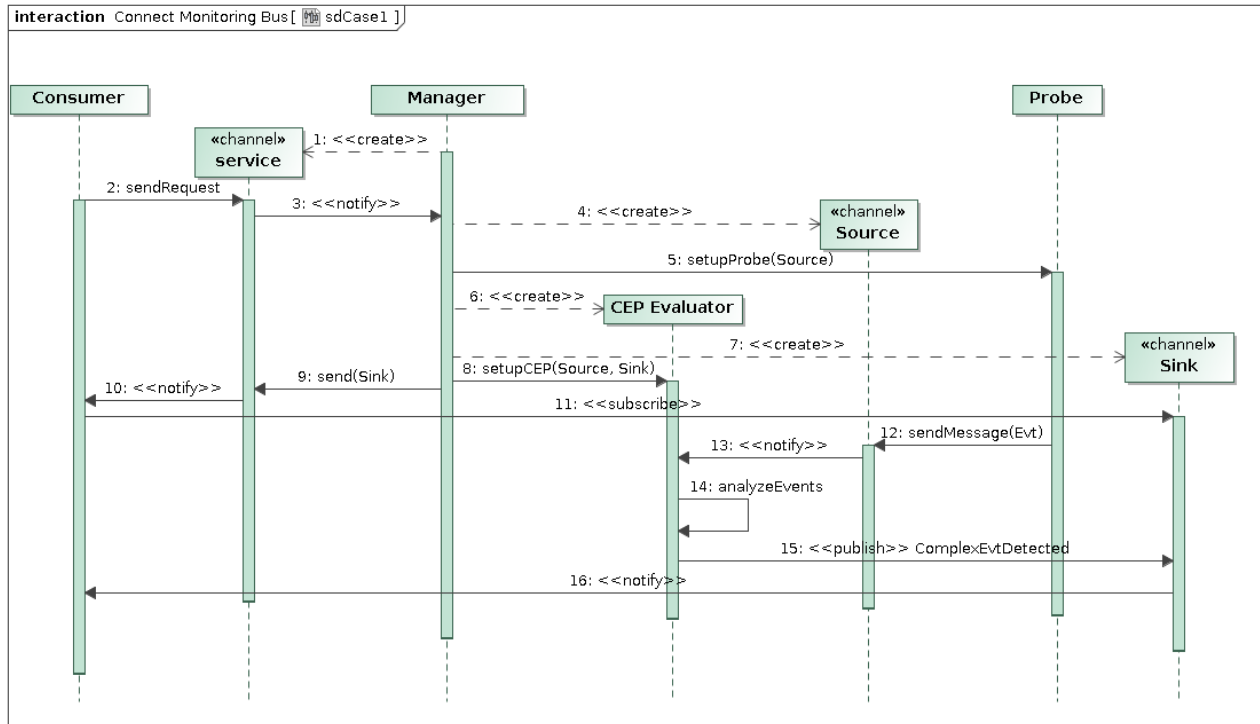 interaction Connect Monitoring Bus[ sdCase1 ]
Consumer
Manager
Probe
«channel»
service
1: <<create>>
2: sendRequest
3: <<notify>>
4: <<create>>
«channel»
Source
5: setupProbe(Source)
6: <<create>>
CEP Evaluator
7: <<create>>
«channel»
Sink
8: setupCEP(Source, Sink)
9: send(Sink)
10: <<notify>>
11: <<subscribe>>
12: sendMessage(Evt)
13: <<notify>>
14: analyzeEvents
15: <<publish>> ComplexEvtDetected
16: <<notify>>